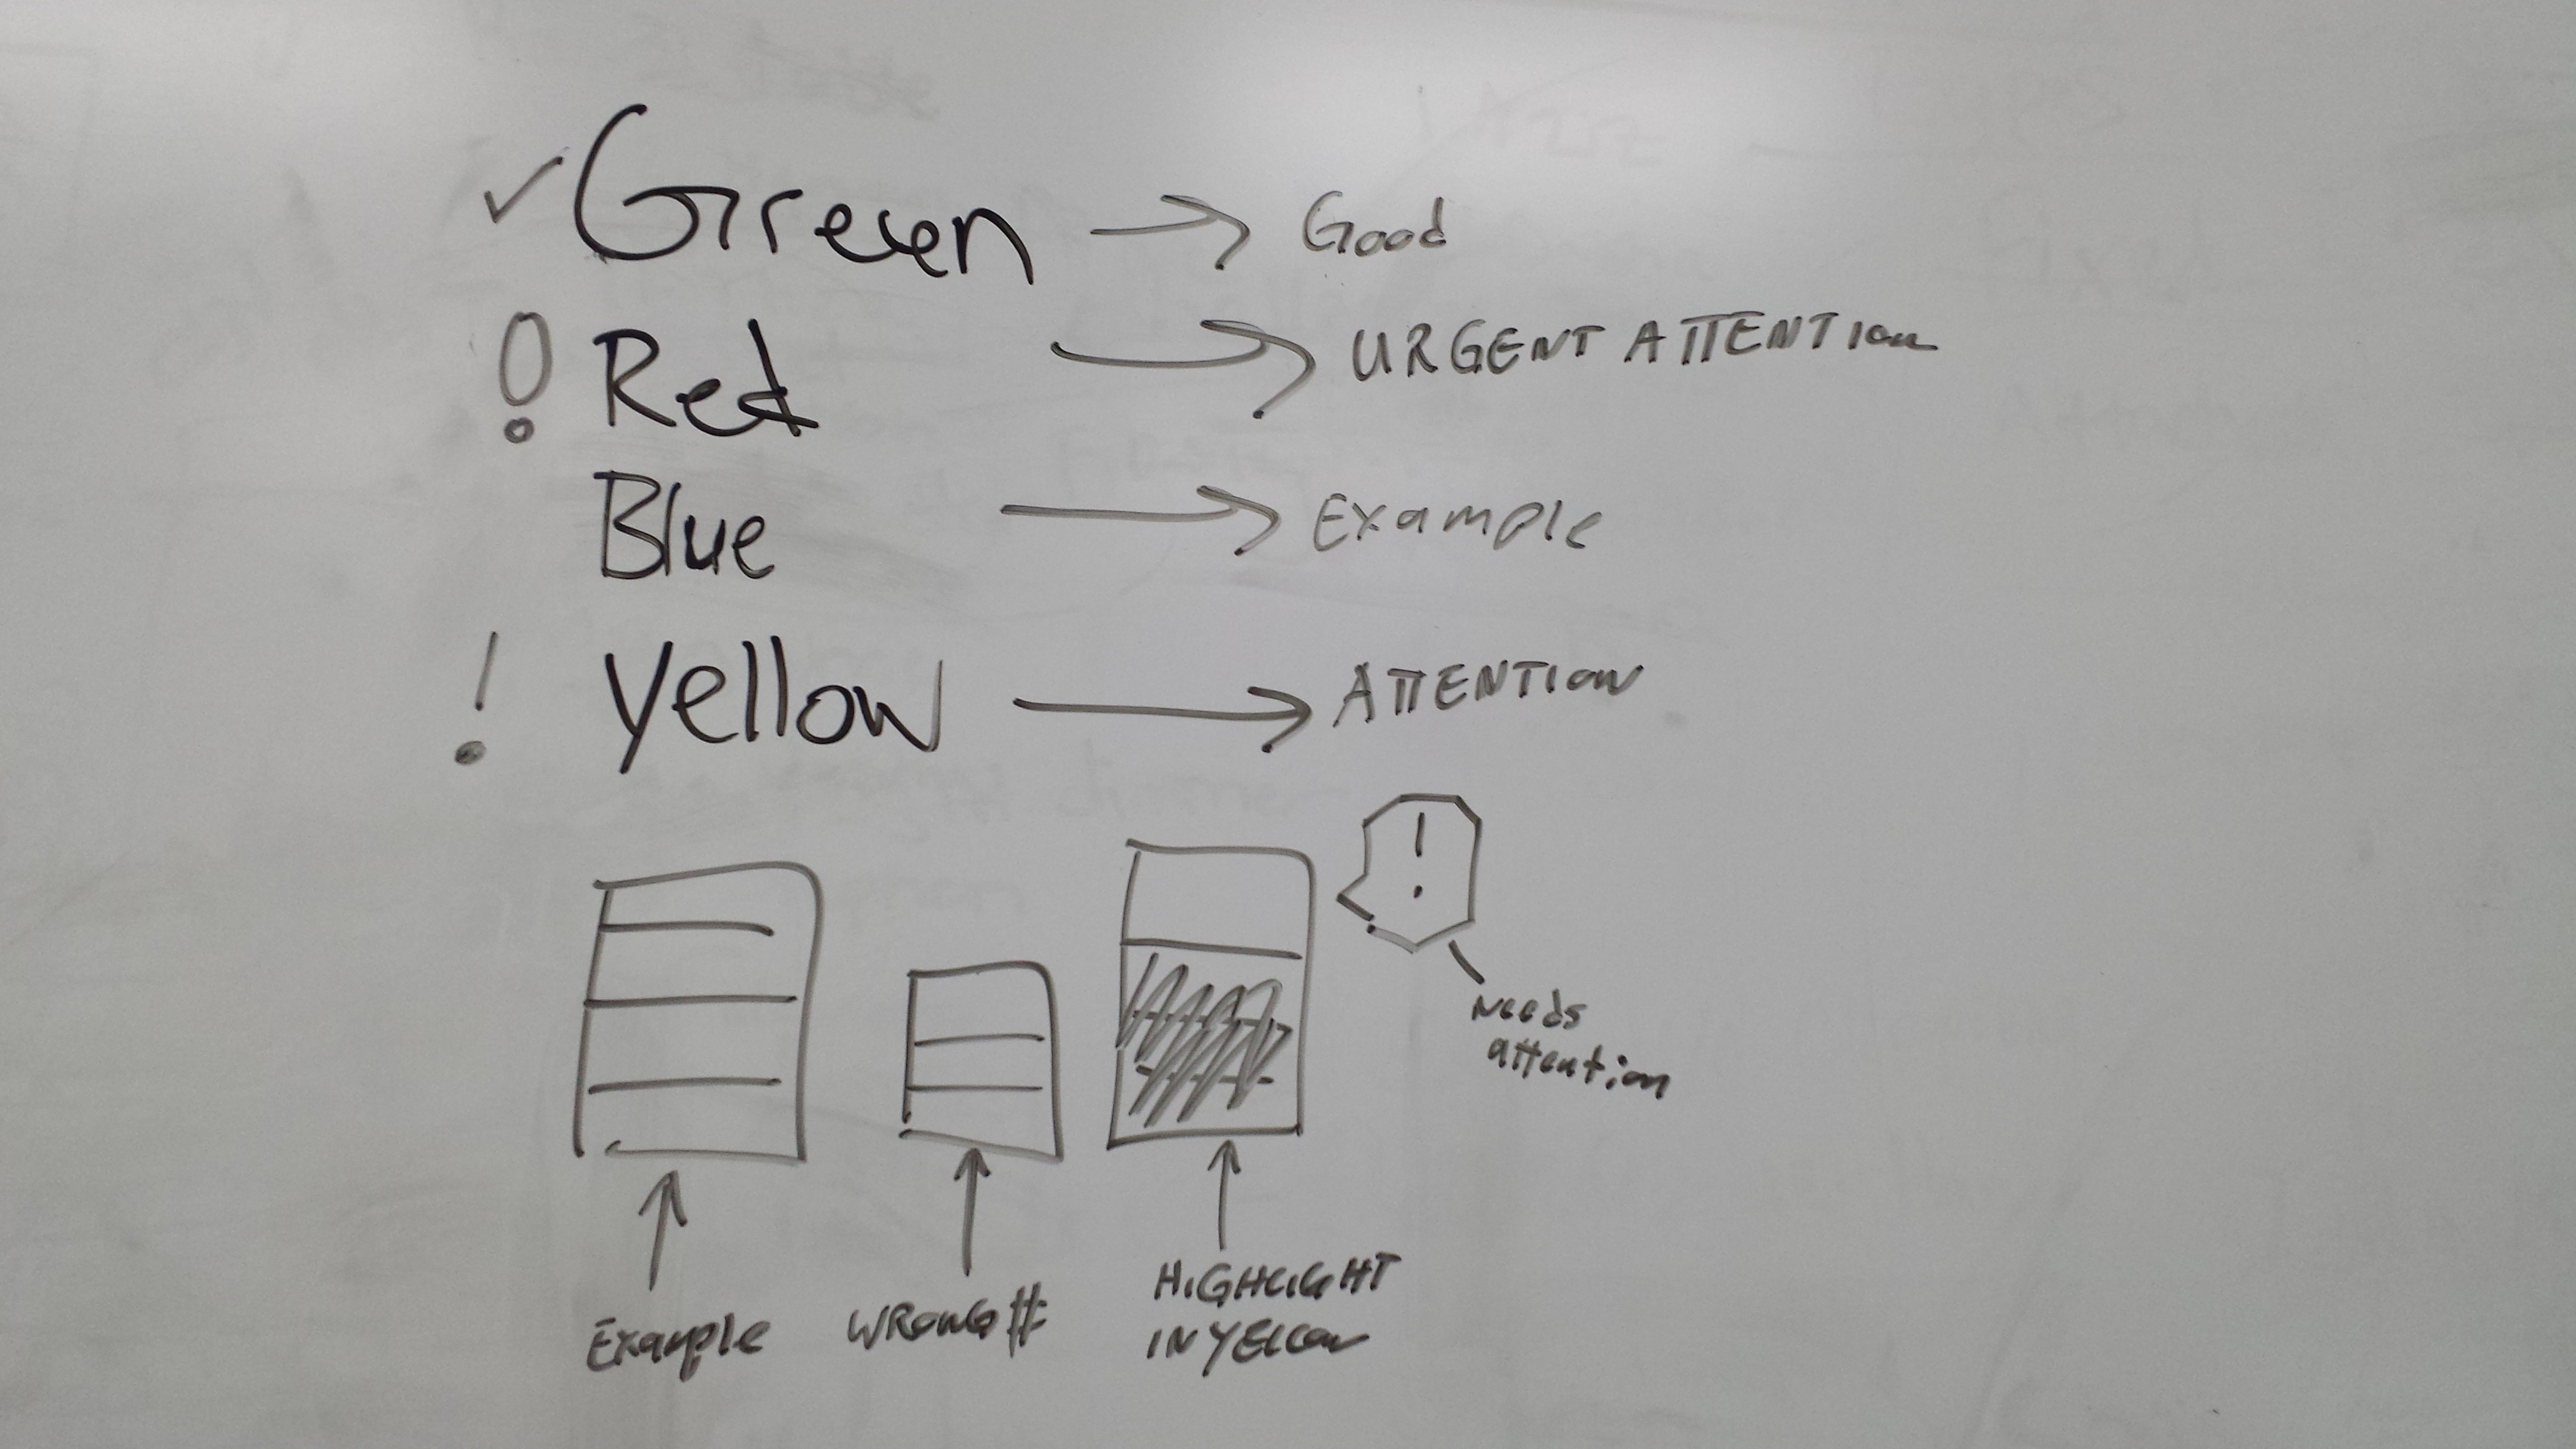 ✓ Green → Good
! Red → URGENT ATTENTION
Blue → Example
! Yellow → ATTENTION
!
Needs
attention
Example
WRONG #
HIGHLIGHT
IN YELLOW